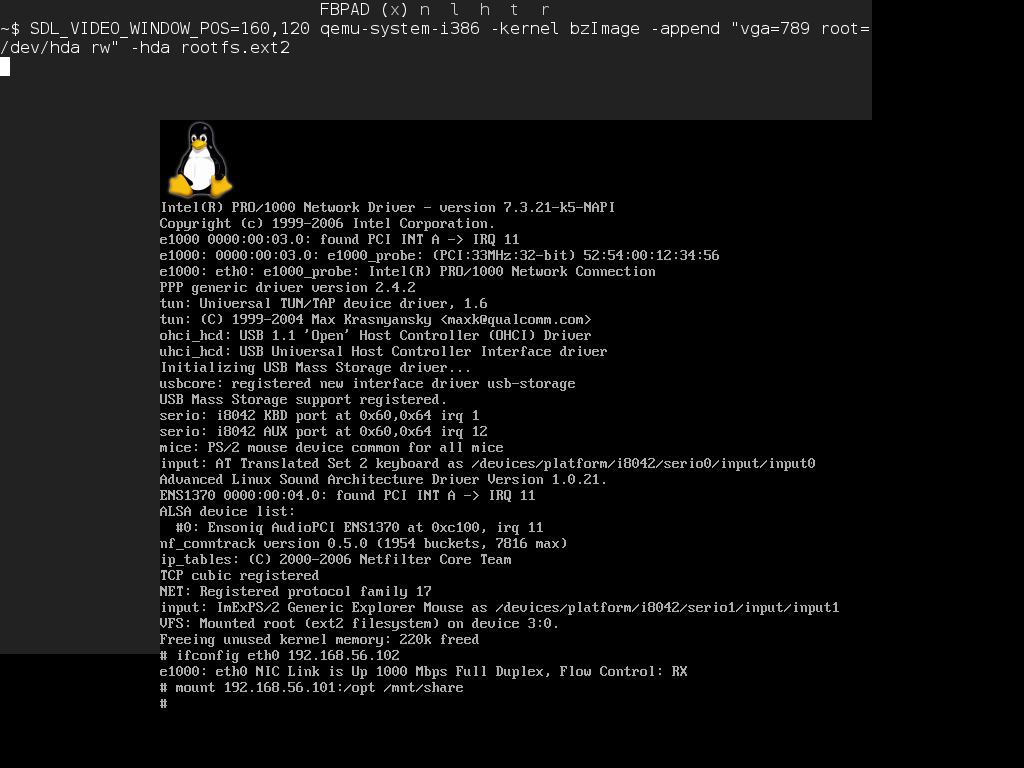 FBPAD (x) n l h t r
~$ SDL_VIDEO_WINDOW_POS=160,120 qemu-system-i386 -kernel bzImage -append "vga=789 root=
/dev/hda rw" -hda rootfs.ext2
Intel(R) PRO/1000 Network Driver - version 7.3.21-k5-NAPI
Copyright (c) 1999-2006 Intel Corporation.
e1000 0000:00:03.0: found PCI INT A -> IRQ 11
e1000: 0000:00:03.0: e1000_probe: (PCI:33MHz:32-bit) 52:54:00:12:34:56
e1000: eth0: e1000_probe: Intel(R) PRO/1000 Network Connection
PPP generic driver version 2.4.2
tun: Universal TUN/TAP device driver, 1.6
tun: (C) 1999-2004 Max Krasnyansky <maxk@qualcomm.com>
ohci_hcd: USB 1.1 'Open' Host Controller (OHCI) Driver
uhci_hcd: USB Universal Host Controller Interface driver
Initializing USB Mass Storage driver...
usbcore: registered new interface driver usb-storage
USB Mass Storage support registered.
serio: i8042 KBD port at 0x60,0x64 irq 1
serio: i8042 AUX port at 0x60,0x64 irq 12
mice: PS/2 mouse device common for all mice
input: AT Translated Set 2 keyboard as /devices/platform/i8042/serio0/input/input0
Advanced Linux Sound Architecture Driver Version 1.0.21.
ENS1370 0000:00:04.0: found PCI INT A -> IRQ 11
ALSA device list:
  #0: Ensoniq AudioPCI ENS1370 at 0xc100, irq 11
nf_conntrack version 0.5.0 (1954 buckets, 7816 max)
ip_tables: (C) 2000-2006 Netfilter Core Team
TCP cubic registered
NET: Registered protocol family 17
input: ImExPS/2 Generic Explorer Mouse as /devices/platform/i8042/serio1/input/input1
VFS: Mounted root (ext2 filesystem) on device 3:0.
Freeing unused kernel memory: 220k freed
# ifconfig eth0 192.168.56.102
e1000: eth0 NIC Link is Up 1000 Mbps Full Duplex, Flow Control: RX
# mount 192.168.56.101:/opt /mnt/share
#